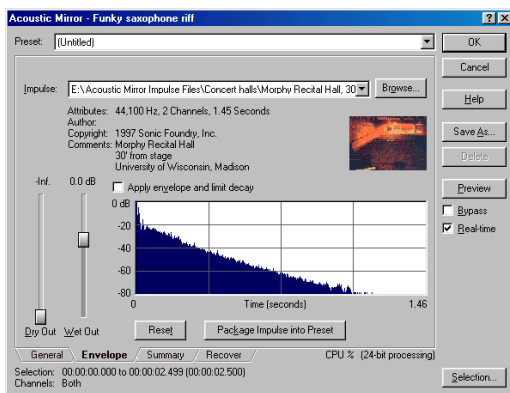 Acoustic Mirror - Funky saxophone riff
Preset: (Untitled)
OK
Cancel
Help
Save As...
Delete
Preview
Bypass
Real-time
Impulse: E:\Acoustic Mirror Impulse Files\Concert halls\Morphy Recital Hall, 30
Browse...
Attributes: 44,100 Hz, 2 Channels, 1.45 Seconds
Author:
Copyright: 1997 Sonic Foundry, Inc.
Comments: Morphy Recital Hall
30' from stage
University of Wisconsin, Madison
-Inf. 0.0 dB
Apply envelope and limit decay
0 dB
-20
-40
-60
-80
0 Time (seconds) 1.46
Dry Out Wet Out
Reset Package Impulse into Preset
General Envelope Summary Recover CPU % (24-bit processing)
Selection: 00:00:00.000 to 00:00:02.499 (00:00:02.500)
Channels: Both
Selection...